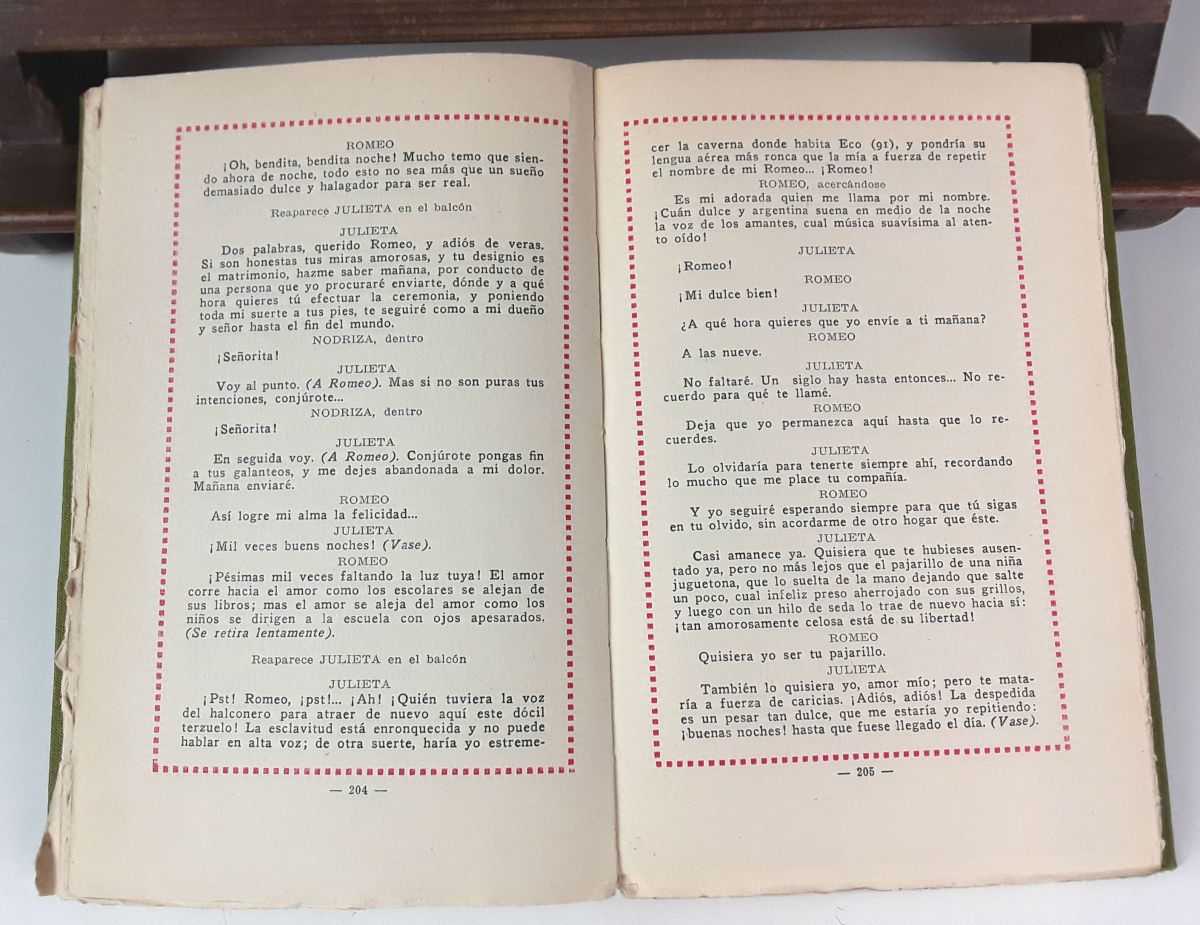 ROMEO
¡Oh, bendita, bendita noche! Mucho temo que sien-
do ahora de noche, todo esto no sea más que un sueño
demasiado dulce y halagador para ser real.
Reaparece JULIETA en el balcón
JULIETA
Dos palabras, querido Romeo, y adiós de veras.
Si son honestas tus miras amorosas, y tu designio es
el matrimonio, hazme saber mañana, por conducto de
una persona que yo procuraré enviarte, dónde y a qué
hora quieres tú efectuar la ceremonia, y poniendo
toda mi suerte a tus pies, te seguiré como a mi dueño
y señor hasta el fin del mundo.
NODRIZA, dentro
¡Señorita!
JULIETA
Voy al punto. (A Romeo). Mas si no son puras tus
intenciones, conjúrote...
NODRIZA, dentro
¡Señorita!
JULIETA
En seguida voy. (A Romeo). Conjúrote pongas fin
a tus galanteos, y me dejes abandonada a mi dolor.
Mañana enviaré.
ROMEO
Así logre mi alma la felicidad...
JULIETA
¡Mil veces buens noches! (Vase).
ROMEO
¡Pésimas mil veces faltando la luz tuya! El amor
corre hacia el amor como los escolares se alejan de
sus libros; mas el amor se aleja del amor como los
niños se dirigen a la escuela con ojos apesarados.
(Se retira lentamente).
Reaparece JULIETA en el balcón
JULIETA
¡Pst! Romeo, ¡pst!... ¡Ah! ¡Quién tuviera la voz
del halconero para atraer de nuevo aquí este dócil
terzuelo! La esclavitud está enronquecida y no puede
hablar en alta voz; de otra suerte, haría yo estreme-
— 204 —
cer la caverna donde habita Eco (91), y pondría su
lengua aérea más ronca que la mía a fuerza de repetir
el nombre de mi Romeo... ¡Romeo!
ROMEO, acercándose
Es mi adorada quien me llama por mi nombre.
¡Cuán dulce y argentina suena en medio de la noche
la voz de los amantes, cual música suavísima al aten-
to oído!
JULIETA
¡Romeo!
ROMEO
¡Mi dulce bien!
JULIETA
¿A qué hora quieres que yo envíe a ti mañana?
ROMEO
A las nueve.
JULIETA
No faltaré. Un siglo hay hasta entonces... No re-
cuerdo para qué te llamé.
ROMEO
Deja que yo permanezca aquí hasta que lo re-
cuerdes.
JULIETA
Lo olvidaría para tenerte siempre ahí, recordando
lo mucho que me place tu compañía.
ROMEO
Y yo seguiré esperando siempre para que tú sigas
en tu olvido, sin acordarme de otro hogar que éste.
JULIETA
Casi amanece ya. Quisiera que te hubieses ausen-
tado ya, pero no más lejos que el pajarillo de una niña
juguetona, que lo suelta de la mano dejando que salte
un poco, cual infeliz preso aherrojado con sus grillos,
y luego con un hilo de seda lo trae de nuevo hacia sí:
¡tan amorosamente celosa está de su libertad!
ROMEO
Quisiera yo ser tu pajarillo.
JULIETA
También lo quisiera yo, amor mío; pero te mata-
ría a fuerza de caricias. ¡Adiós, adiós! La despedida
es un pesar tan dulce, que me estaría yo repitiendo:
¡buenas noches! hasta que fuese llegado el día. (Vase).
— 205 —